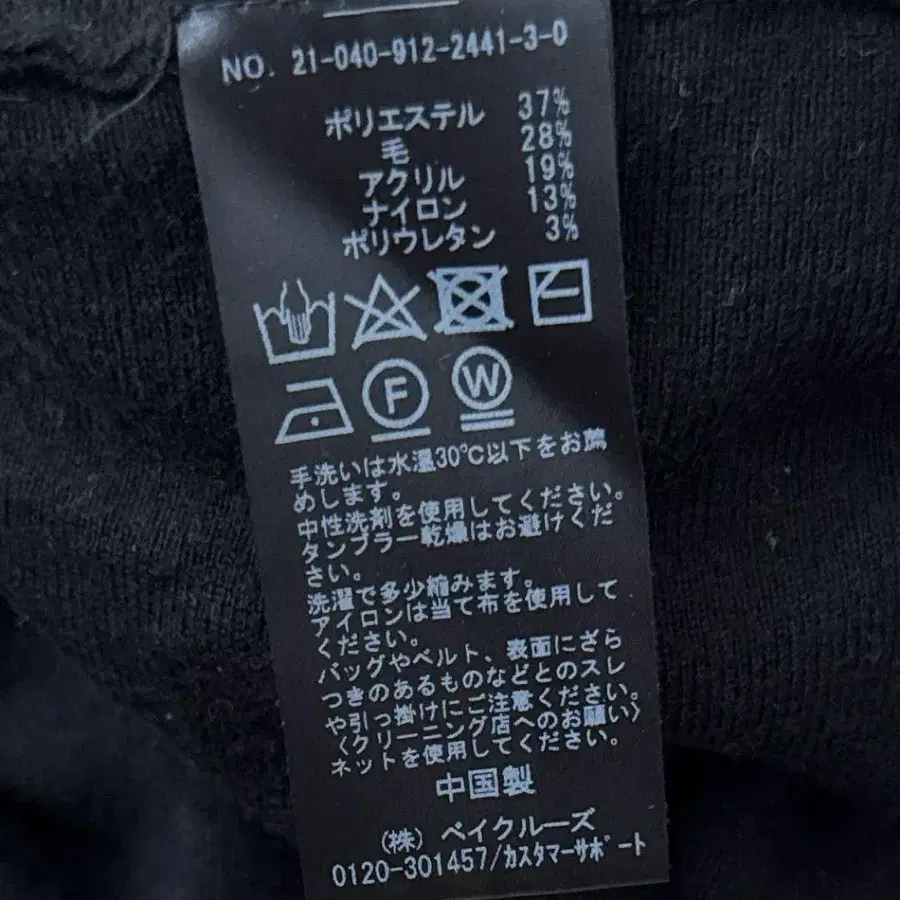 NO. 21-040-912-2441-3-0
ポリエステル 37%
毛 28%
アクリル 19%
ナイロン 13%
ポリウレタン 3%
F W
手洗いは水温30℃以下をお薦
めします。
中性洗剤を使用してください。
タンブラー乾燥はお避けくだ
さい。
洗濯で多少縮みます。
アイロンは当て布を使用して
ください。
バッグやベルト、表面にざら
つきのあるものなどとのスレ
や引っ掛けにご注意ください。
〈クリーニング店へのお願い〉
ネットを使用してください。
中国製
(株) ベイクルーズ
0120-301457/カスタマーサポート